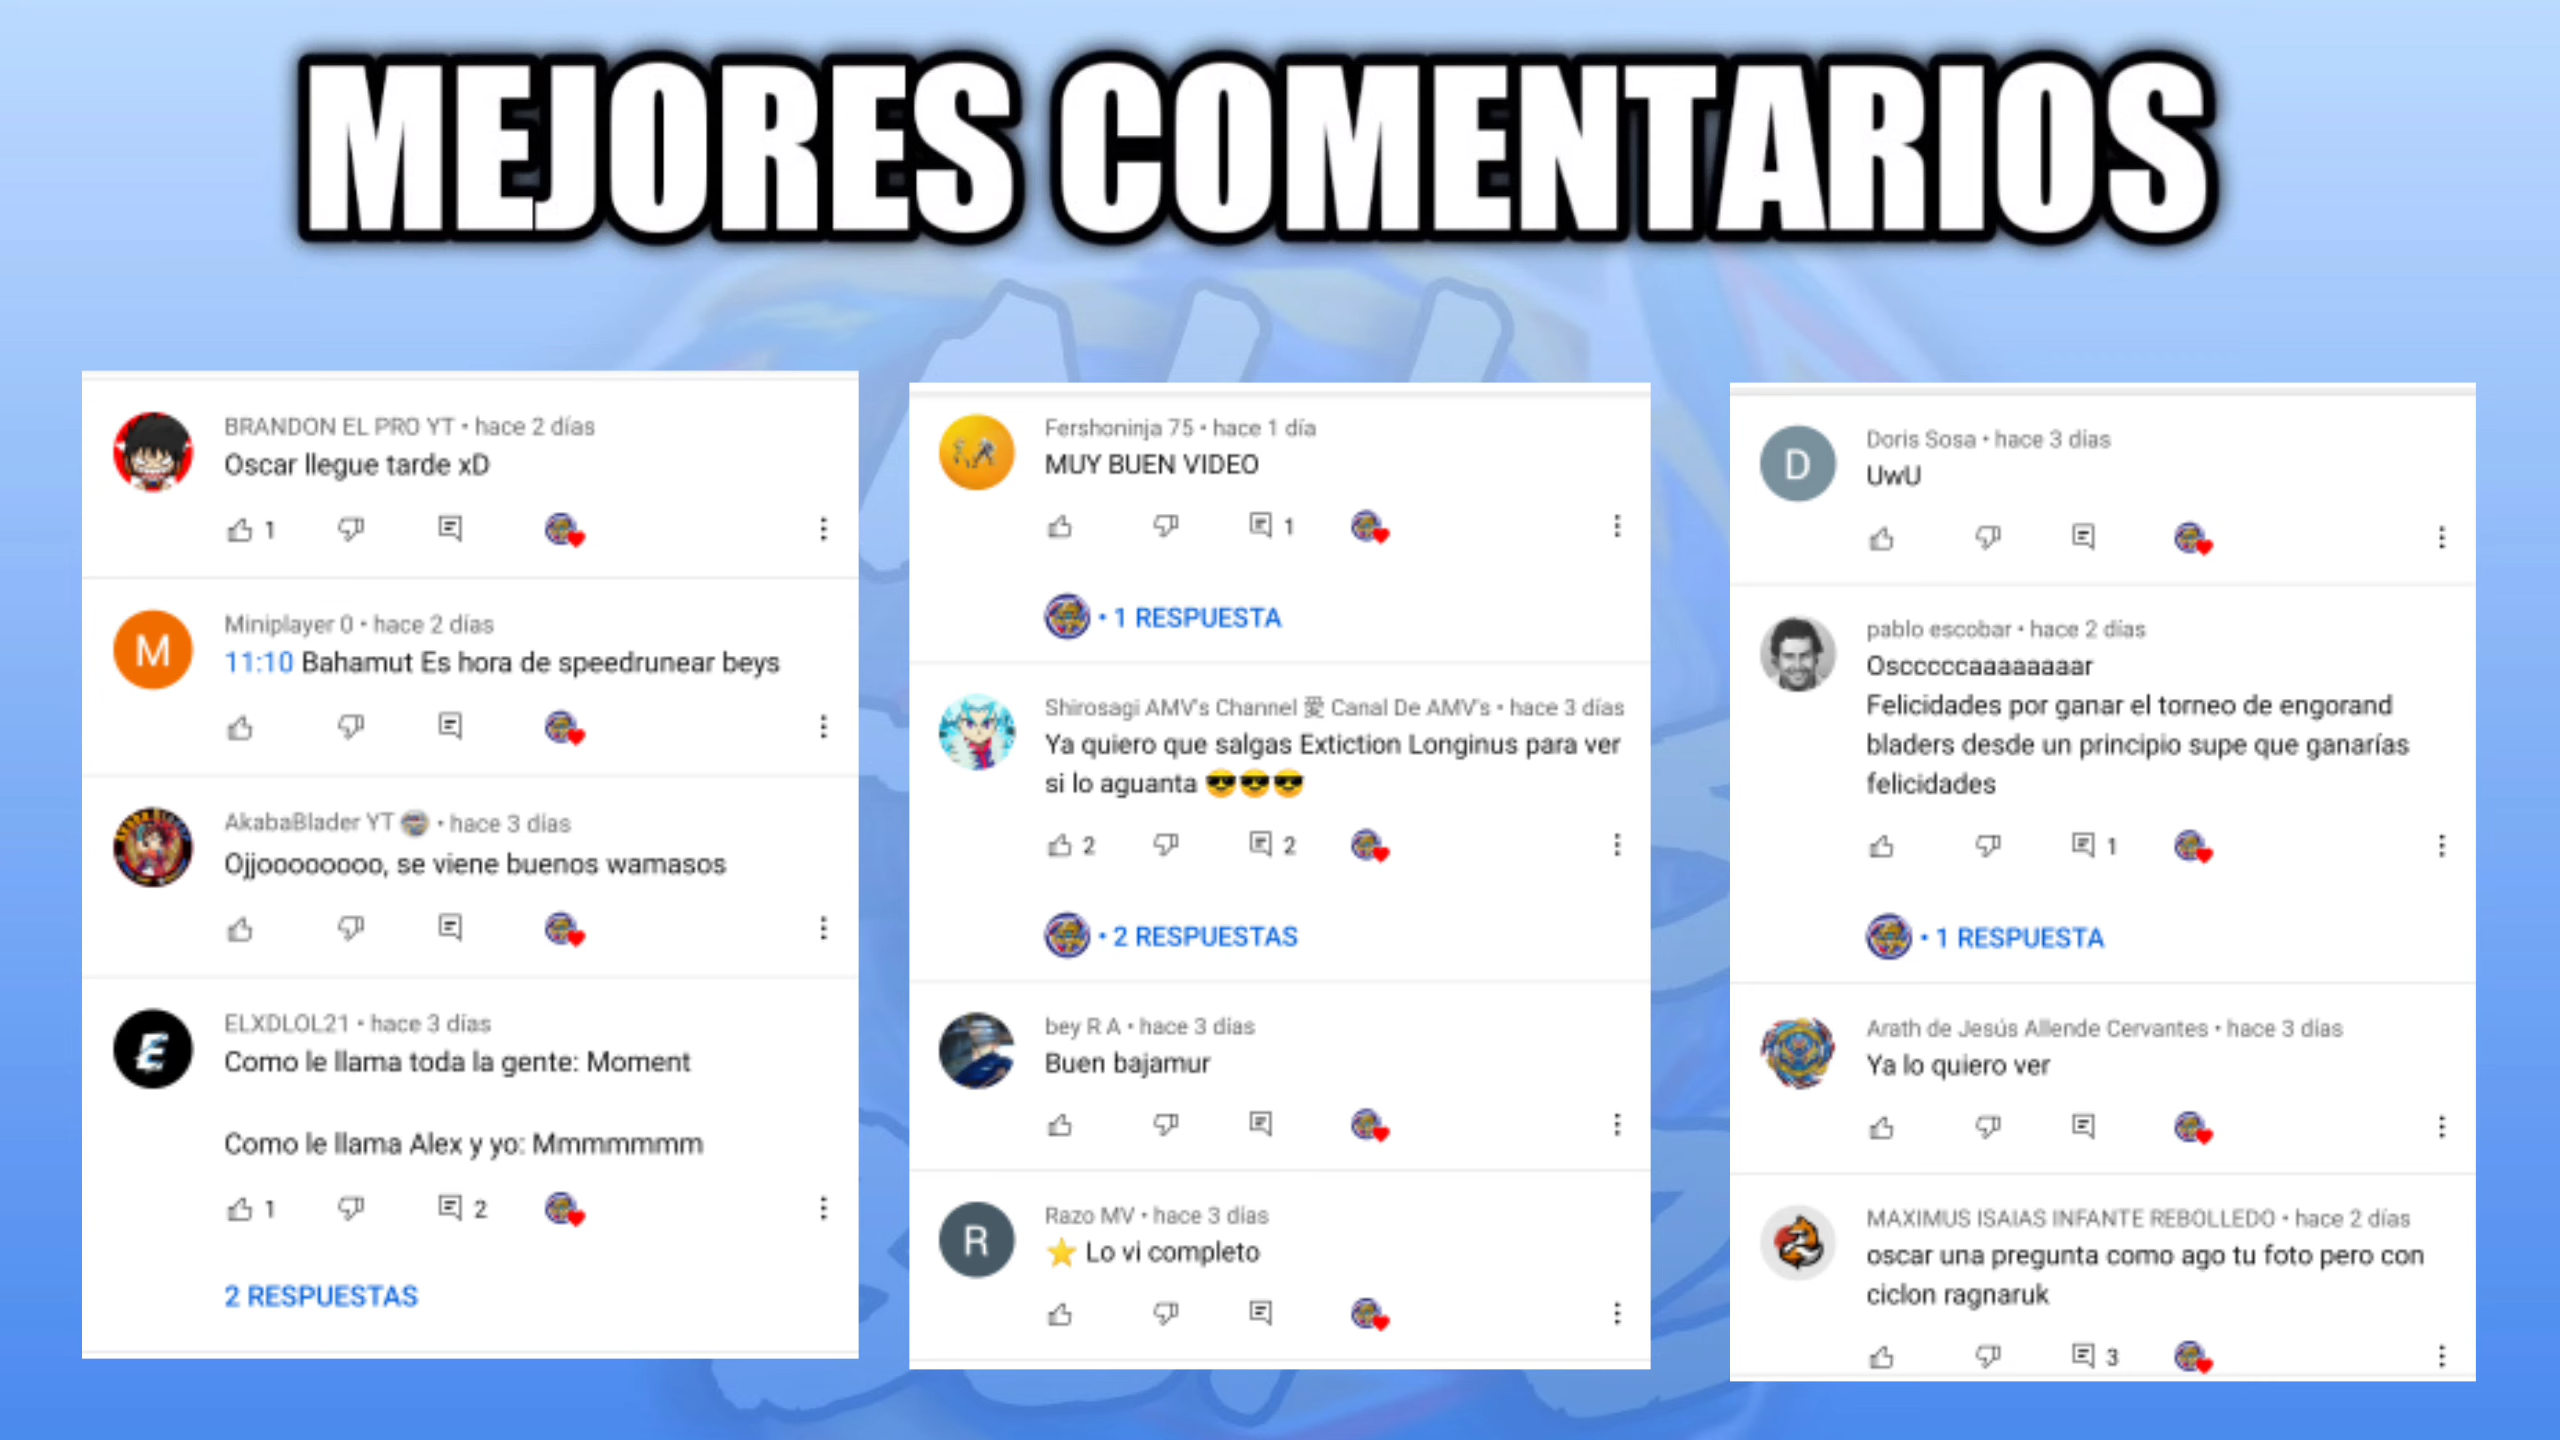 MEJORES COMENTARIOS
BRANDON EL PRO YT • hace 2 días
Oscar llegue tarde xD
1
M
Miniplayer 0 • hace 2 días
11:10 Bahamut Es hora de speedrunear beys
AkabaBlader YT • hace 3 días
Ojjoooooooo, se viene buenos wamasos
E
ELXDLOL21 • hace 3 días
Como le llama toda la gente: Moment
Como le llama Alex y yo: Mmmmmmm
1 2
2 RESPUESTAS
Fershoninja 75 • hace 1 día
MUY BUEN VIDEO
1
• 1 RESPUESTA
Shirosagi AMV's Channel 愛 Canal De AMV's • hace 3 días
Ya quiero que salgas Extiction Longinus para ver
si lo aguanta 😎😎😎
2 2
• 2 RESPUESTAS
bey R A • hace 3 días
Buen bajamur
R
Razo MV • hace 3 días
⭐ Lo vi completo
D
Doris Sosa • hace 3 días
UwU
pablo escobar • hace 2 días
Oscccccaaaaaaaar
Felicidades por ganar el torneo de engorand
bladers desde un principio supe que ganarías
felicidades
1
• 1 RESPUESTA
Arath de Jesús Allende Cervantes • hace 3 días
Ya lo quiero ver
MAXIMUS ISAIAS INFANTE REBOLLEDO • hace 2 días
oscar una pregunta como ago tu foto pero con
ciclon ragnaruk
3